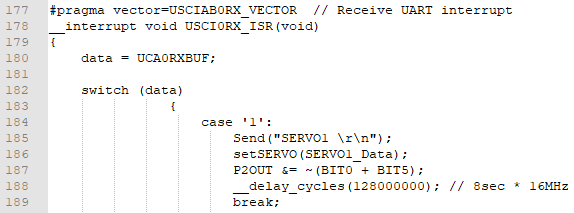 177 #pragma vector=USCIAB0RX_VECTOR // Receive UART interrupt
178 __interrupt void USCI0RX_ISR(void)
179 {
180 data = UCA0RXBUF;
181
182 switch (data)
183 {
184 case '1':
185 Send("SERVO1 \r\n");
186 setSERVO(SERVO1_Data);
187 P2OUT &= ~(BIT0 + BIT5);
188 __delay_cycles(128000000); // 8sec * 16MHz
189 break;